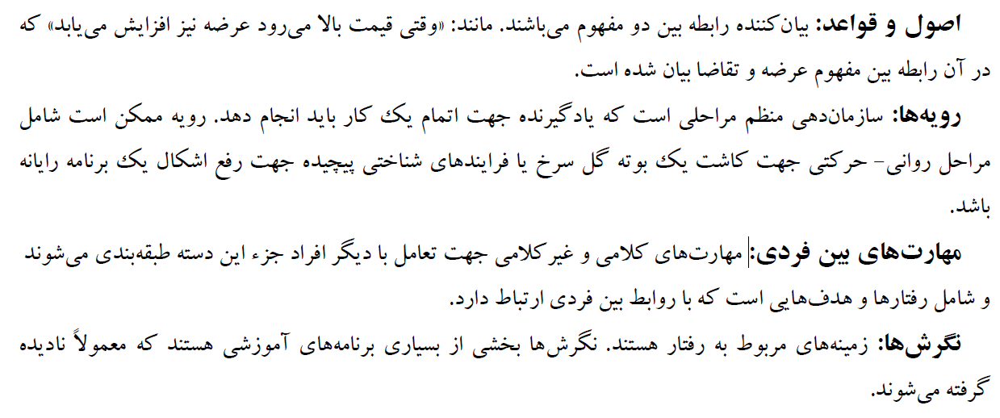 اصول و قواعد: بیان‌کننده رابطه بین دو مفهوم می‌باشند. مانند: «وقتی قیمت بالا می‌رود عرضه نیز افزایش می‌یابد» که
در آن رابطه بین مفهوم عرضه و تقاضا بیان شده است.
رویه‌ها: سازمان‌دهی منظم مراحلی است که یادگیرنده جهت اتمام یک کار باید انجام دهد. رویه ممکن است شامل
مراحل روانی- حرکتی جهت کاشت یک بوته گل سرخ یا فرایندهای شناختی پیچیده جهت رفع اشکال یک برنامه رایانه
باشد.
مهارت‌های بین فردی: مهارت‌های کلامی و غیرکلامی جهت تعامل با دیگر افراد جزء این دسته طبقه‌بندی می‌شوند
و شامل رفتارها و هدف‌هایی است که با روابط بین فردی ارتباط دارد.
نگرش‌ها: زمینه‌های مربوط به رفتار هستند. نگرش‌ها بخشی از بسیاری برنامه‌های آموزشی هستند که معمولاً نادیده
گرفته می‌شوند.